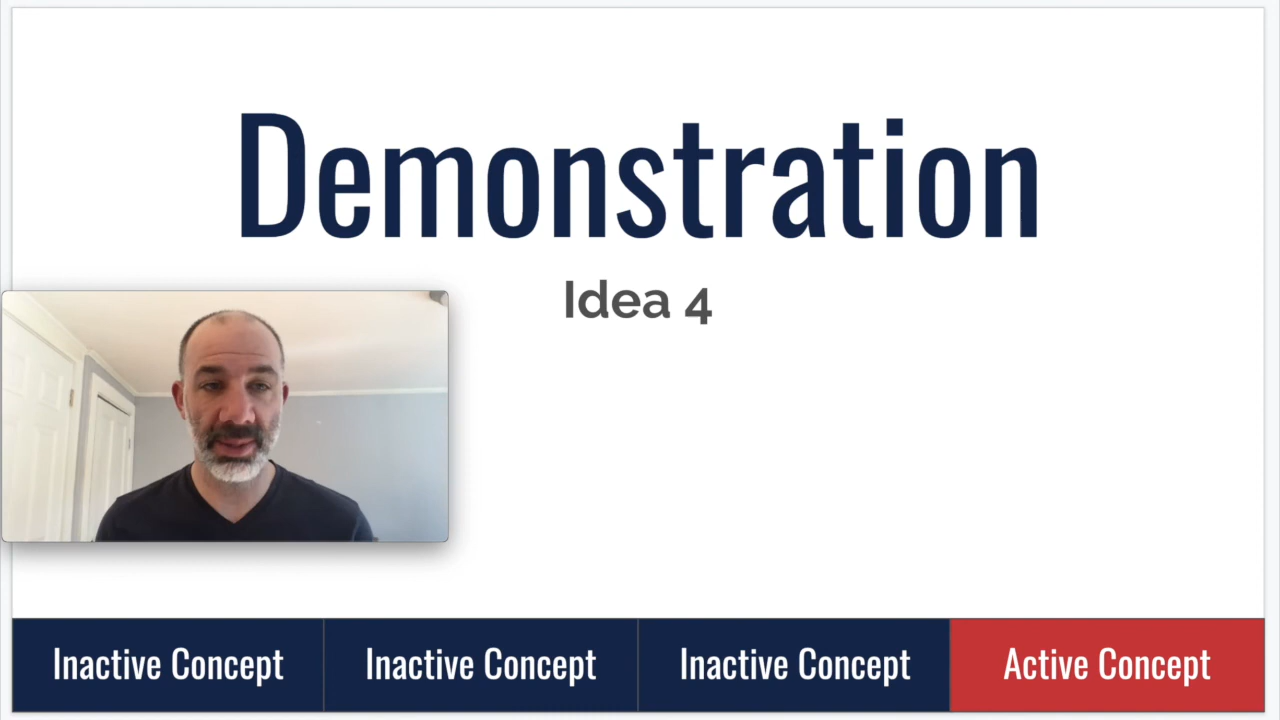 Demonstration
Idea 4
Inactive Concept
Inactive Concept
Inactive Concept
Active Concept